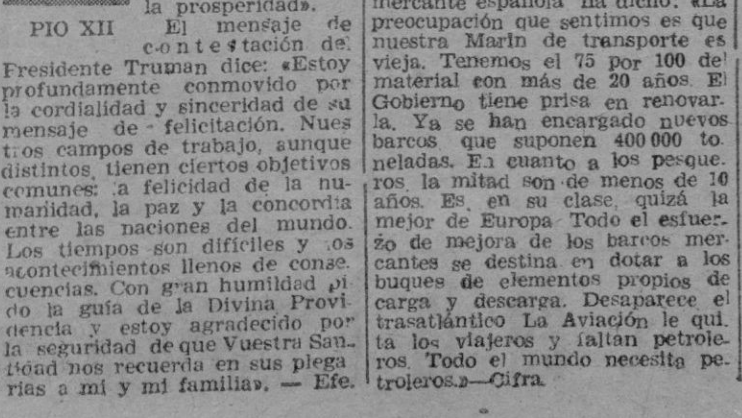 la prosperidad».
PIO XII El mensaje de
contestación del
Presidente Truman dice: «Estoy
profundamente conmovido por
la cordialidad y sinceridad de su
mensaje de felicitación. Nues
tros campos de trabajo, aunque
distintos, tienen ciertos objetivos
comunes: a felicidad de la hu-
manidad, la paz y la concordia
entre las naciones del mundo.
Los tiempos son difíciles y los
acontecimientos llenos de conse.
cuencias. Con gran humildad pi
do la guía de la Divina Provi
dencia y estoy agradecido por
la seguridad de que Vuestra San-
tidad nos recuerda en sus plega
rias a mi y mi familia». — Efe.
mercante española ha dicho: «La
preocupación que sentimos es que
nuestra Marin de transporte es
vieja. Tenemos el 75 por 100 del
material con más de 20 años. El
Gobierno tiene prisa en renovar-
la. Ya se han encargado nuevos
barcos que suponen 400 000 to
neladas. En cuanto a los pesque-
ros, la mitad son de menos de 10
años. Es, en su clase, quizá la
mejor de Europa Todo el esfuer-
zo de mejora de los barcos mer-
cantes se destina en dotar a los
buques de elementos propios de
carga y descarga. Desaparece el
trasatlántico La Aviación le qui
ta los viajeros y faltan petrole-
ros. Todo el mundo necesita pe-
troleros.»—Cifra.